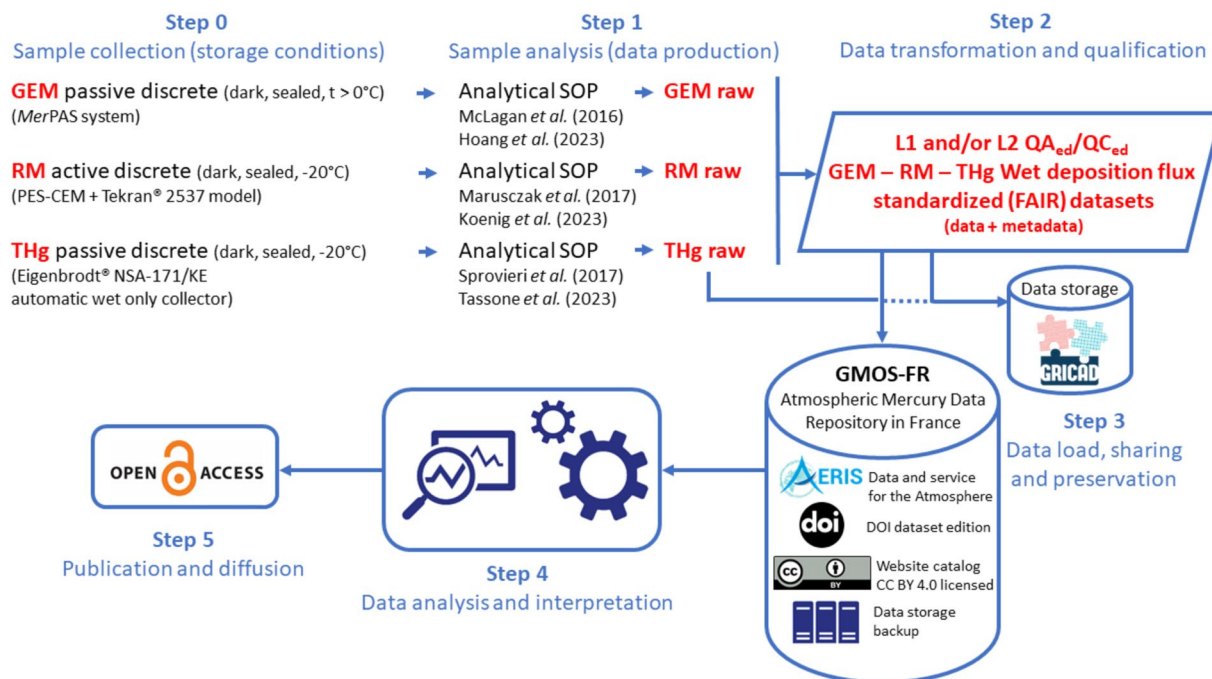 Step 0
Sample collection (storage conditions)
GEM passive discrete (dark, sealed, t > 0°C)
(MerPAS system)
RM active discrete (dark, sealed, -20°C)
(PES-CEM + Tekran® 2537 model)
THg passive discrete (dark, sealed, -20°C)
(Eigenbrodt® NSA-171/KE
automatic wet only collector)
Step 1
Sample analysis (data production)
Analytical SOP
McLagan et al. (2016)
Hoang et al. (2023)
GEM raw
Analytical SOP
Marusczak et al. (2017)
Koenig et al. (2023)
RM raw
Analytical SOP
Sprovieri et al. (2017)
Tassone et al. (2023)
THg raw
Step 2
Data transformation and qualification
L1 and/or L2 QAed/QCed
GEM – RM – THg Wet deposition flux
standardized (FAIR) datasets
(data + metadata)
Data storage
GRICAD
Step 3
Data load, sharing
and preservation
GMOS-FR
Atmospheric Mercury Data
Repository in France
AERIS
Data and service
for the Atmosphere
doi
DOI dataset edition
cc
BY
Website catalog
CC BY 4.0 licensed
Data storage
backup
Step 4
Data analysis and interpretation
OPEN ACCESS
Step 5
Publication and diffusion